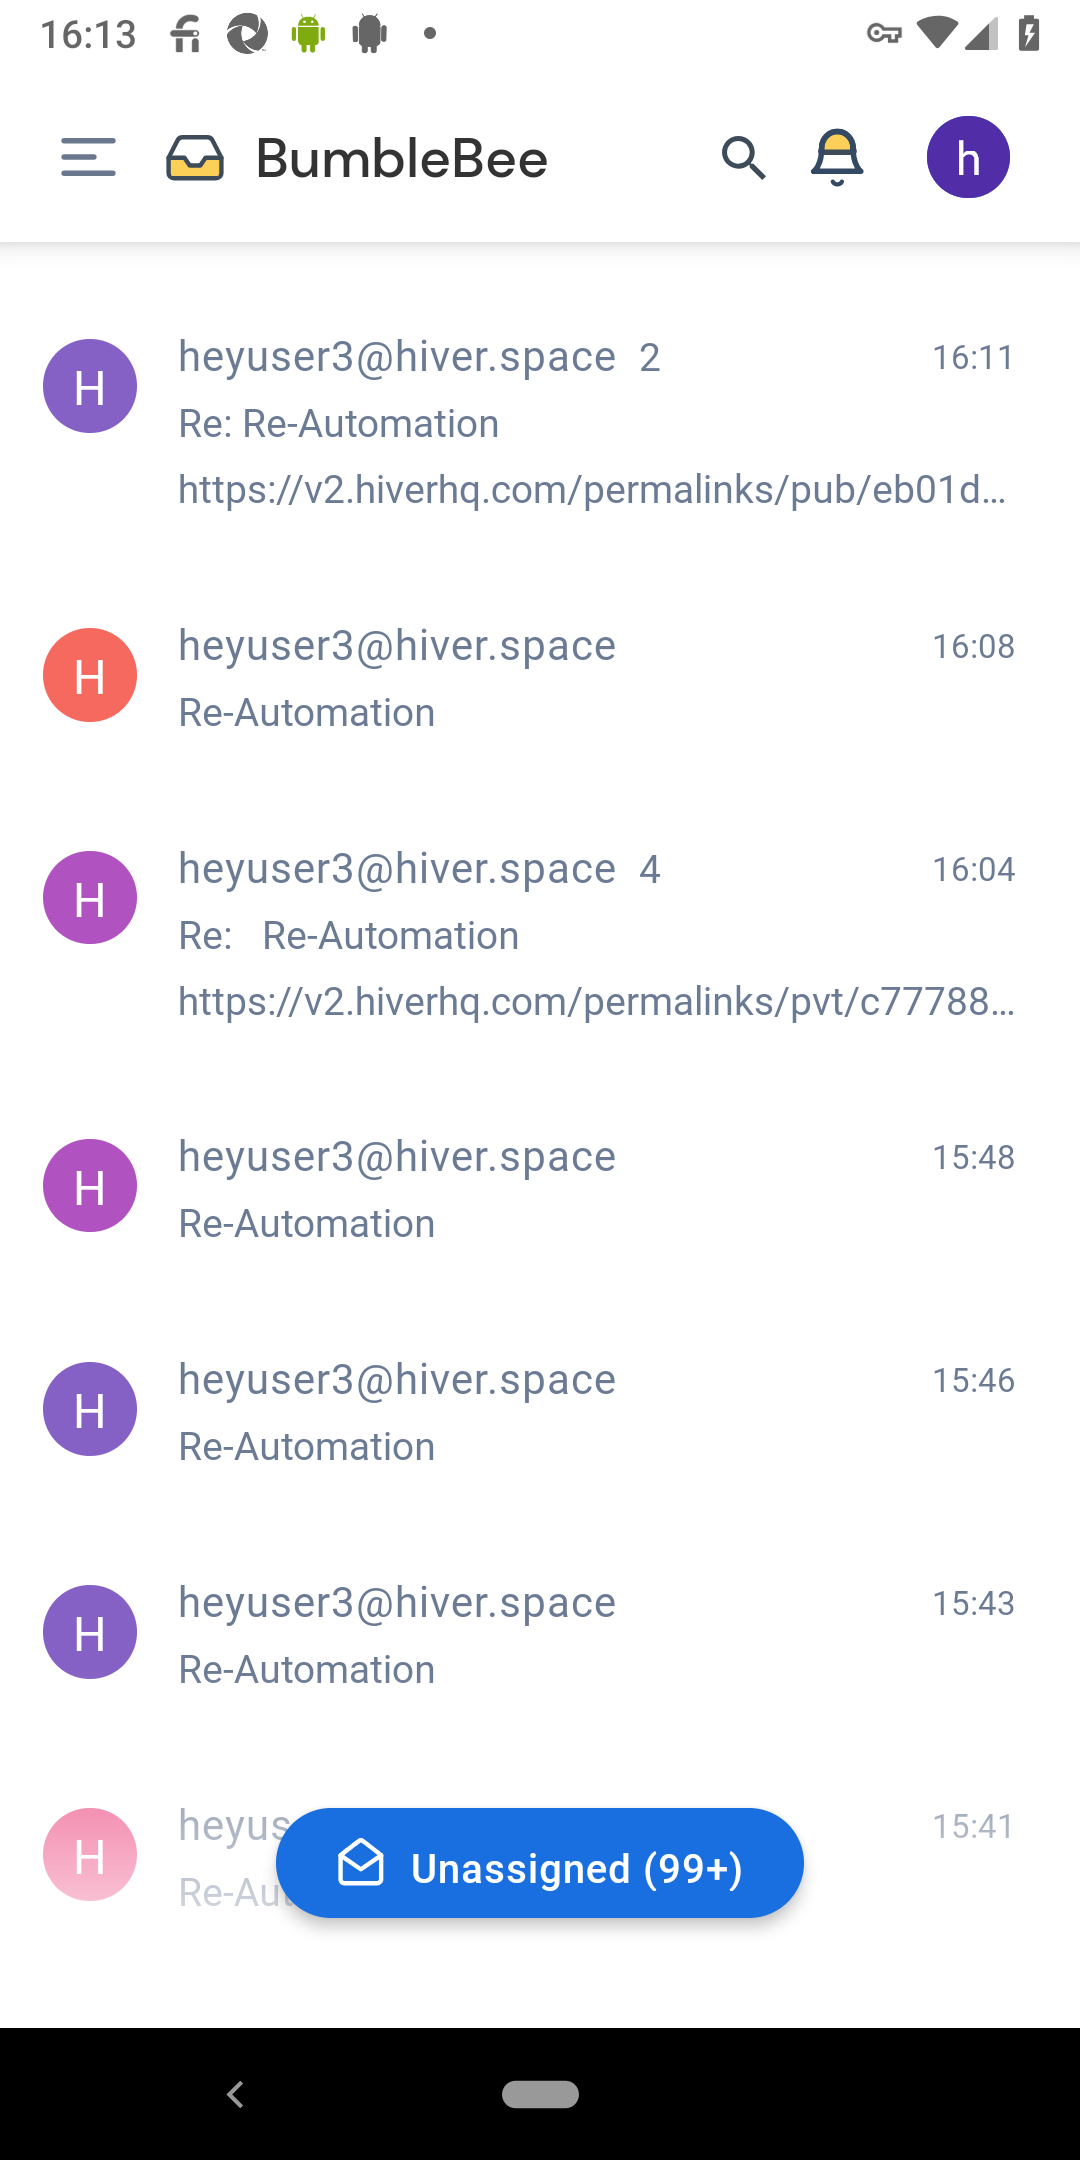 16:13
BumbleBee
h
H
heyuser3@hiver.space 2
16:11
Re: Re-Automation
https://v2.hiverhq.com/permalinks/pub/eb01d...
H
heyuser3@hiver.space
16:08
Re-Automation
H
heyuser3@hiver.space 4
16:04
Re: Re-Automation
https://v2.hiverhq.com/permalinks/pvt/c77788...
H
heyuser3@hiver.space
15:48
Re-Automation
H
heyuser3@hiver.space
15:46
Re-Automation
H
heyuser3@hiver.space
15:43
Re-Automation
H
heyus
15:41
Re-Aut
Unassigned (99+)